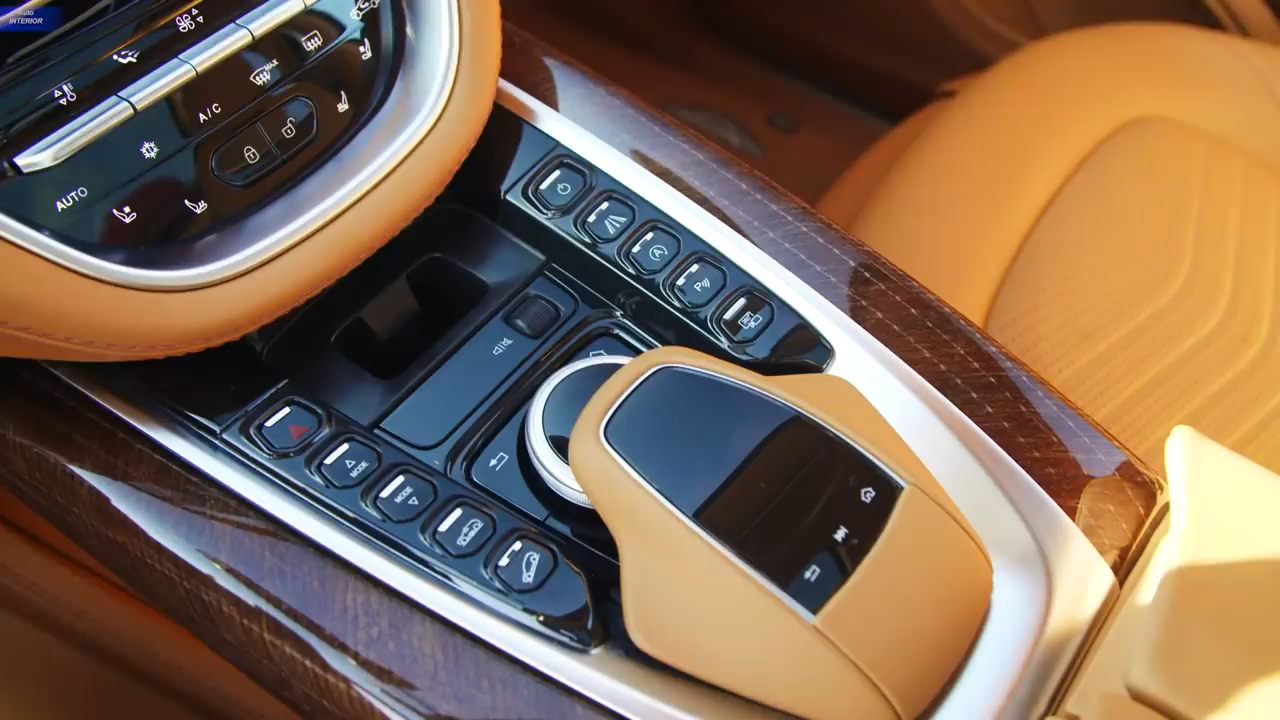 Auto
INTERIOR
MAX
A/C
AUTO
A
P
MODE
MODE